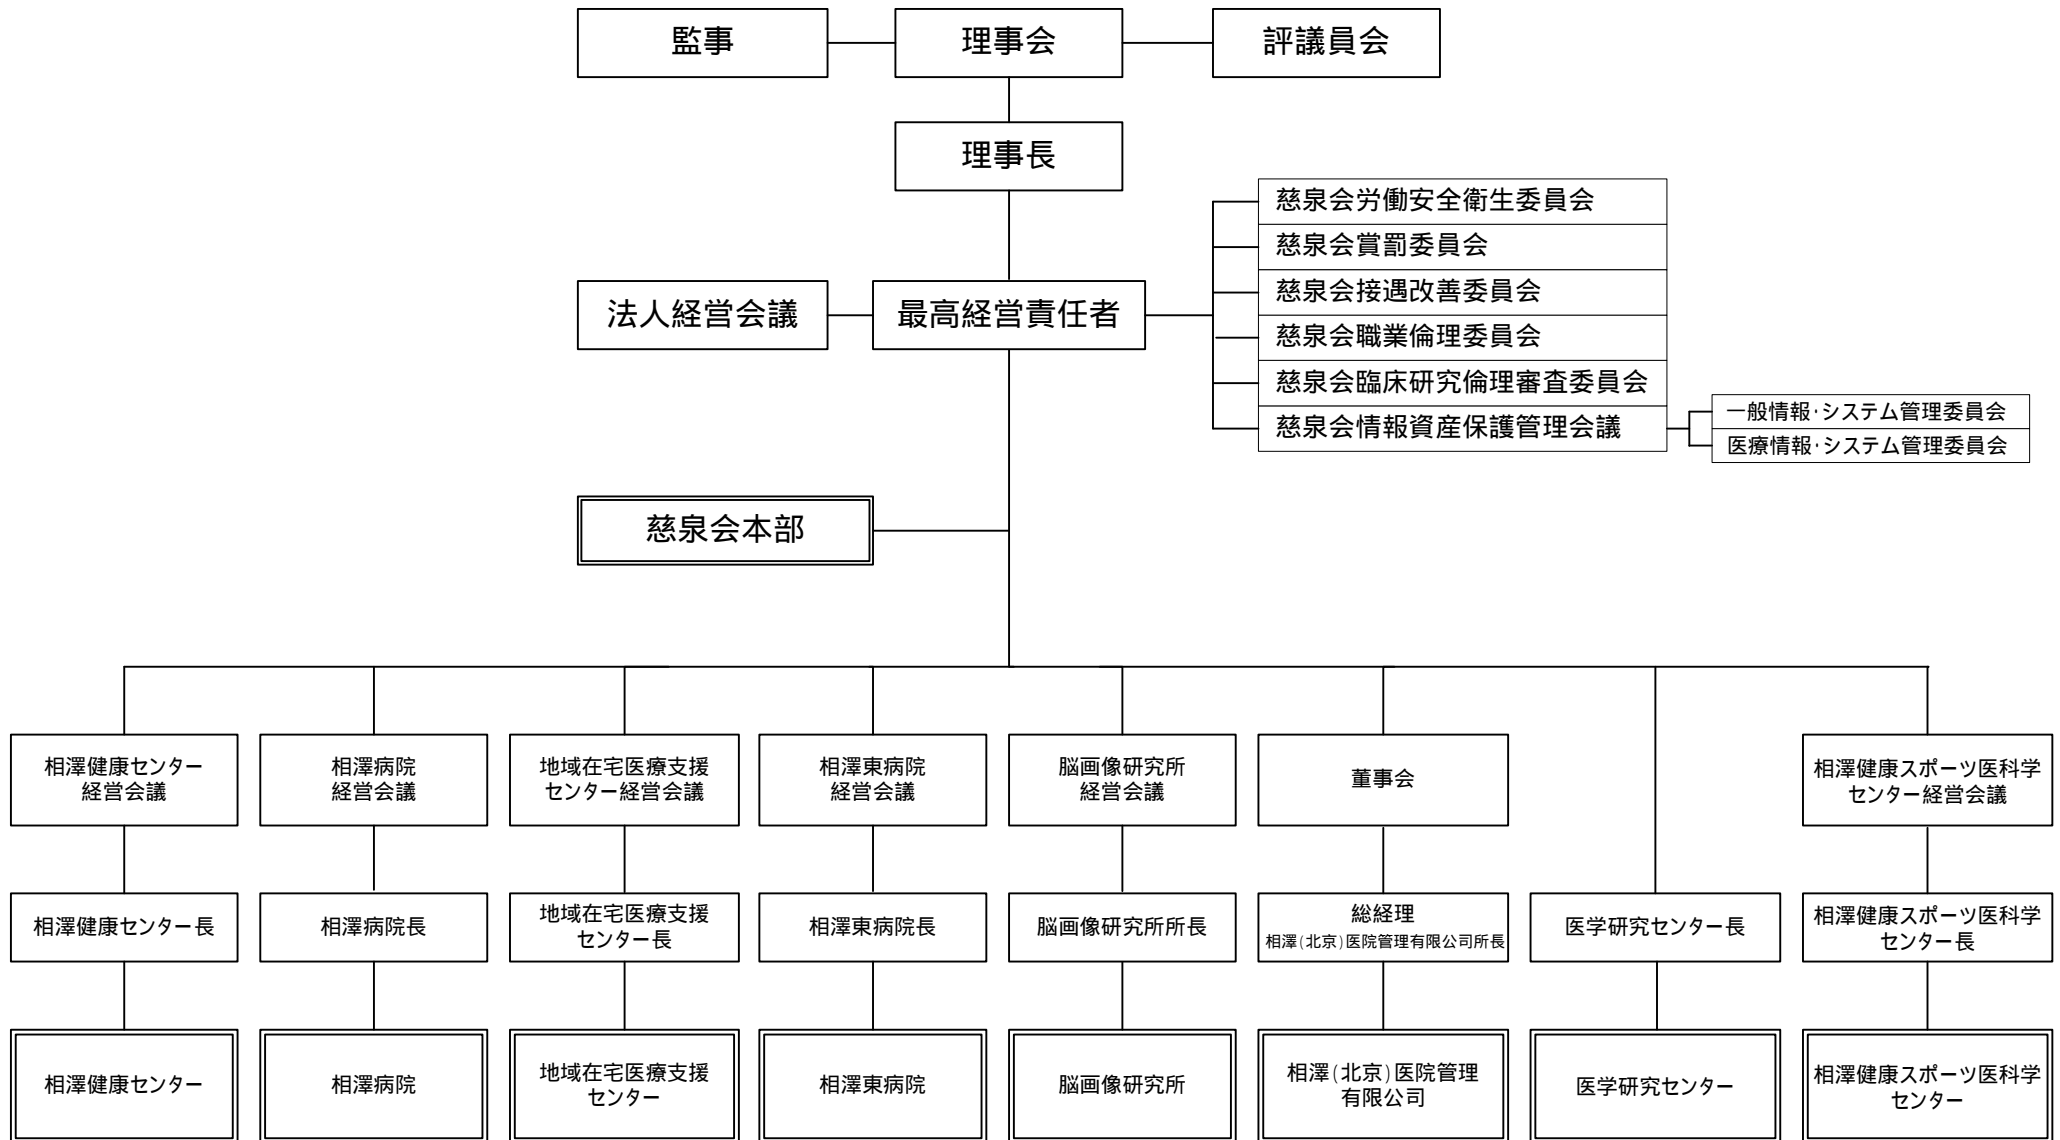 監事
理事会
評議員会
理事長
慈泉会労働安全衛生委員会
慈泉会賞罰委員会
慈泉会接遇改善委員会
慈泉会職業倫理委員会
慈泉会臨床研究倫理審査委員会
慈泉会情報資産保護管理会議
一般情報・システム管理委員会
医療情報・システム管理委員会
法人経営会議
最高経営責任者
慈泉会本部
相澤健康センター
経営会議
相澤病院
経営会議
地域在宅医療支援
センター経営会議
相澤東病院
経営会議
脳画像研究所
経営会議
董事会
相澤健康スポーツ医科学
センター経営会議
相澤健康センター長
相澤病院長
地域在宅医療支援
センター長
相澤東病院長
脳画像研究所所長
総経理
相澤(北京)医院管理有限公司所長
医学研究センター長
相澤健康スポーツ医科学
センター長
相澤健康センター
相澤病院
地域在宅医療支援
センター
相澤東病院
脳画像研究所
相澤(北京)医院管理
有限公司
医学研究センター
相澤健康スポーツ医科学
センター